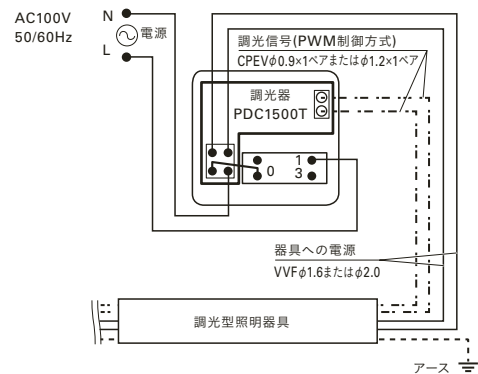 AC100V
50/60Hz
N
電源
L
調光信号(PWM制御方式)
CPEVφ0.9×1ペアまたはφ1.2×1ペア
調光器
PDC1500T
1
0
3
器具への電源
VVFφ1.6またはφ2.0
調光型照明器具
アース